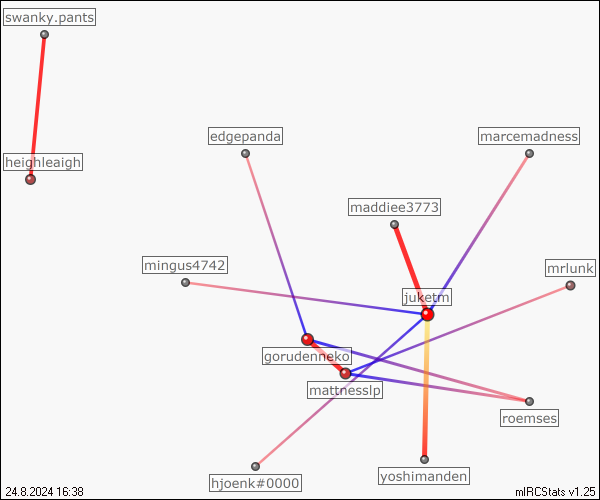 swanky.pants
edgepanda
marcemadness
heighleaigh
maddiee3773
mingus4742
mrlunk
juketm
gorudenneko
mattnesslp
roemses
hjoenk#0000
yoshimanden
24.8.2024 16:38
mIRCStats v1.25